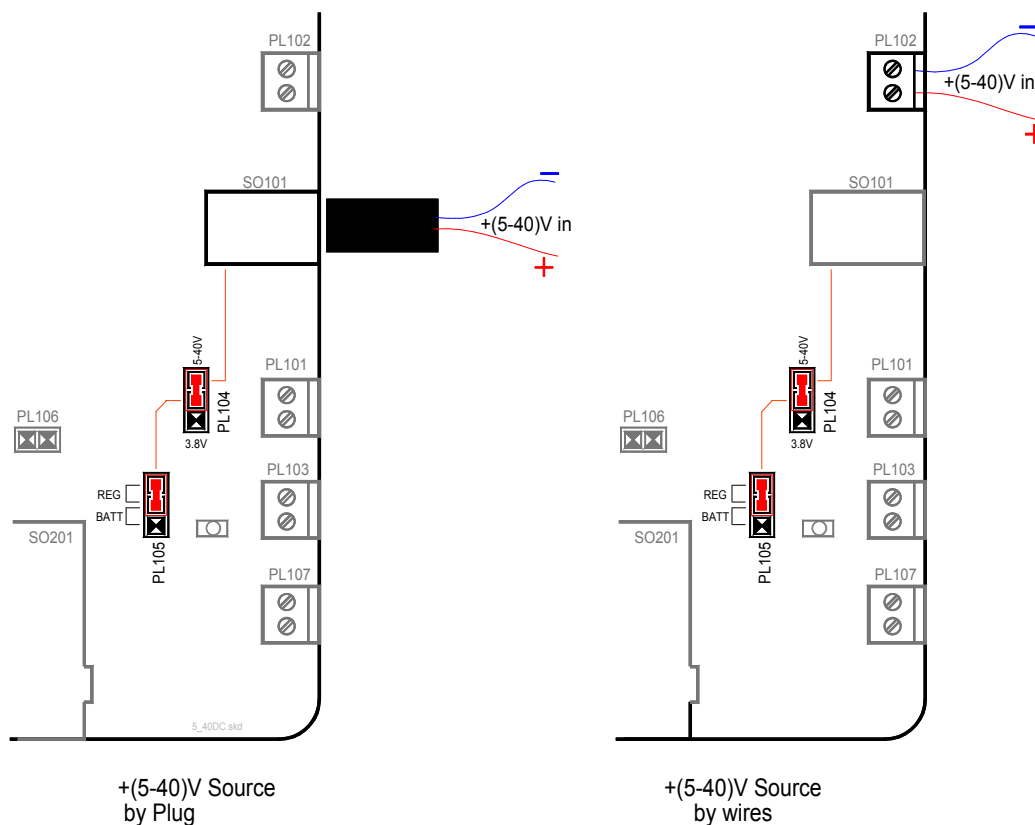 PL102
SO101
+(5-40)V in
5-40V
PL104
3.8V
PL101
PL106
REG
BATT
PL105
PL103
SO201
PL107
5_40DC.skd
+(5-40)V Source
by Plug
PL102
+(5-40)V in
SO101
5-40V
PL104
3.8V
PL101
PL106
REG
BATT
PL105
PL103
SO201
PL107
+(5-40)V Source
by wires